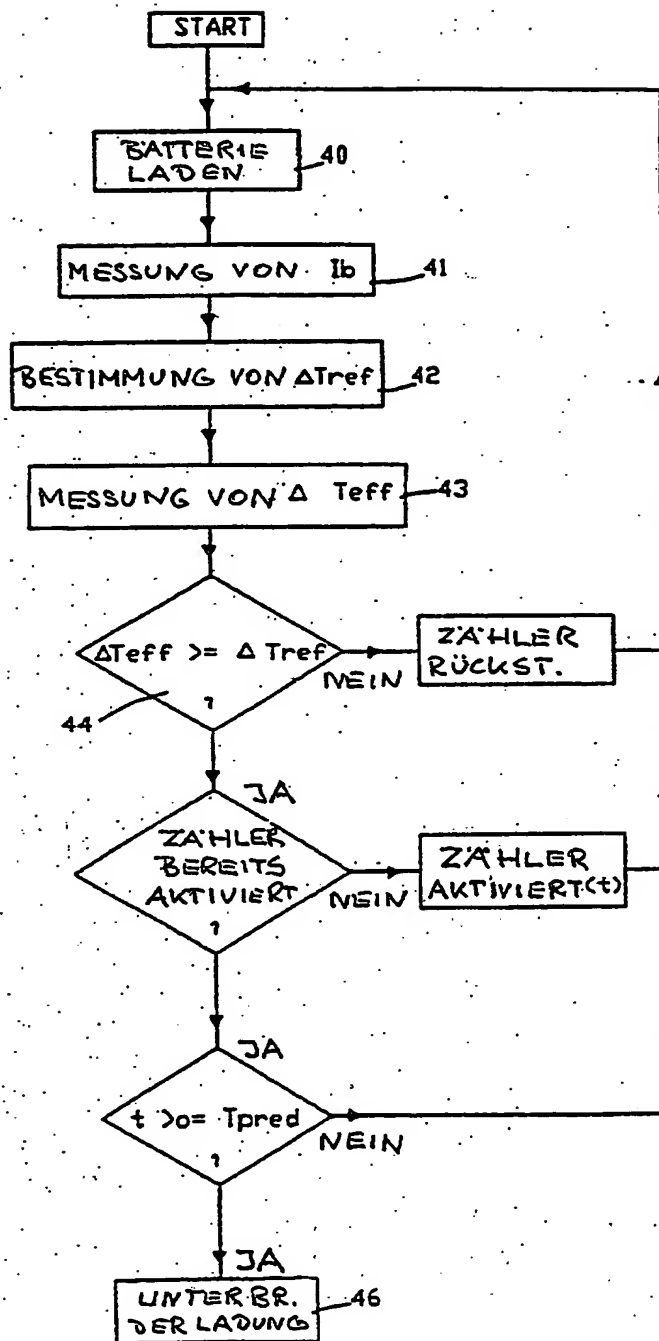 START
BATTERIE
LADEN
40
MESSUNG VON Ib
41
BESTIMMUNG VON ΔTref
42
MESSUNG VON Δ Teff
43
ΔTeff >= Δ Tref
?
44
NEIN
ZÄHLER
RÜCKST.
JA
ZÄHLER
BEREITS
AKTIVIERT
?
NEIN
ZÄHLER
AKTIVIERT(t)
JA
t >o= Tpred
?
NEIN
JA
UNTERBR.
DER LADUNG
46